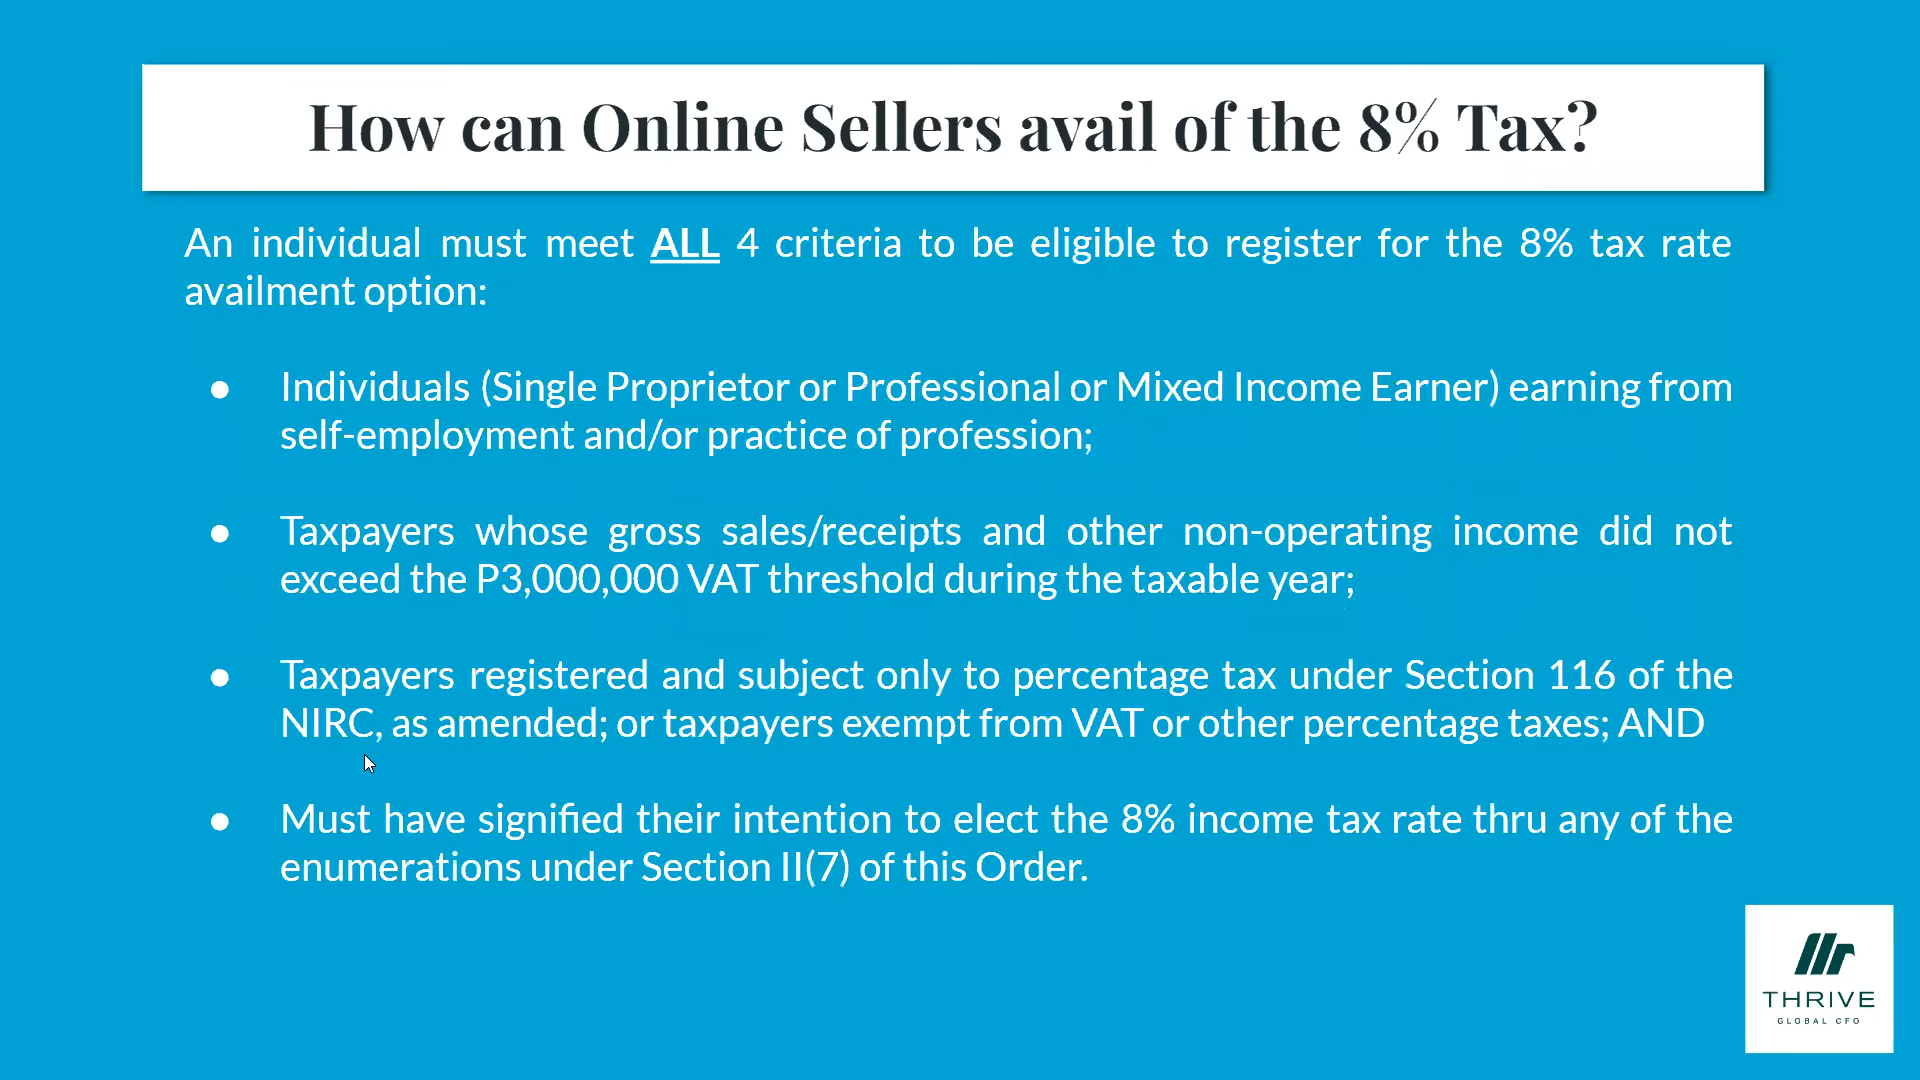 How can Online Sellers avail of the 8% Tax?
An individual must meet ALL 4 criteria to be eligible to register for the 8% tax rate
availment option:
● Individuals (Single Proprietor or Professional or Mixed Income Earner) earning from
self-employment and/or practice of profession;
● Taxpayers whose gross sales/receipts and other non-operating income did not
exceed the P3,000,000 VAT threshold during the taxable year;
● Taxpayers registered and subject only to percentage tax under Section 116 of the
NIRC, as amended; or taxpayers exempt from VAT or other percentage taxes; AND
● Must have signified their intention to elect the 8% income tax rate thru any of the
enumerations under Section II(7) of this Order.
THRIVE
GLOBAL CFO